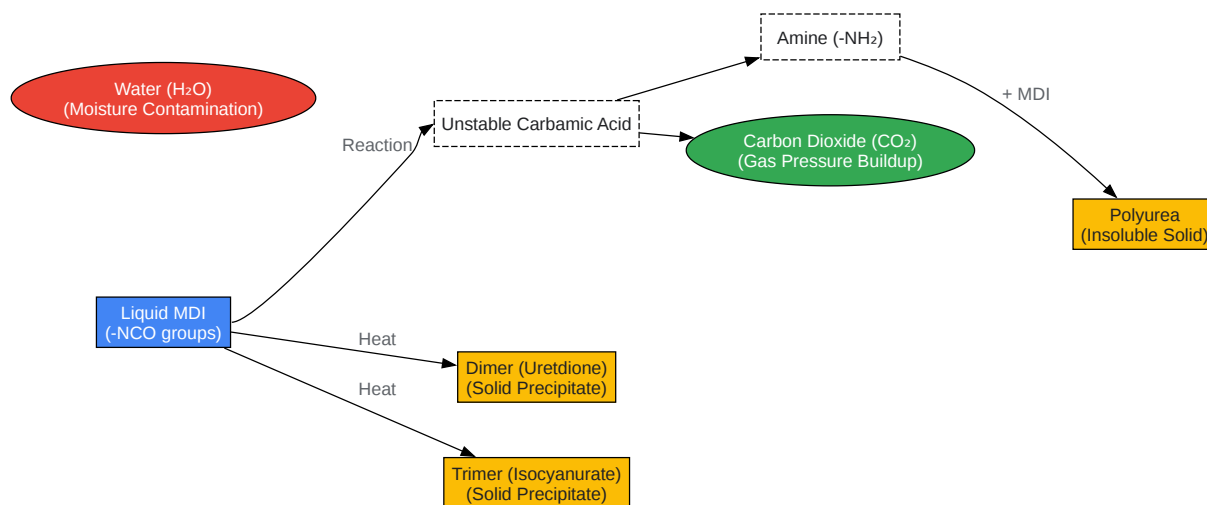 Amine (-NH₂)
Water (H₂O)
(Moisture Contamination)
Unstable Carbamic Acid
+ MDI
Reaction
Carbon Dioxide (CO₂)
(Gas Pressure Buildup)
Polyurea
(Insoluble Solid)
Liquid MDI
(-NCO groups)
Heat
Dimer (Uretdione)
(Solid Precipitate)
Heat
Trimer (Isocyanurate)
(Solid Precipitate)